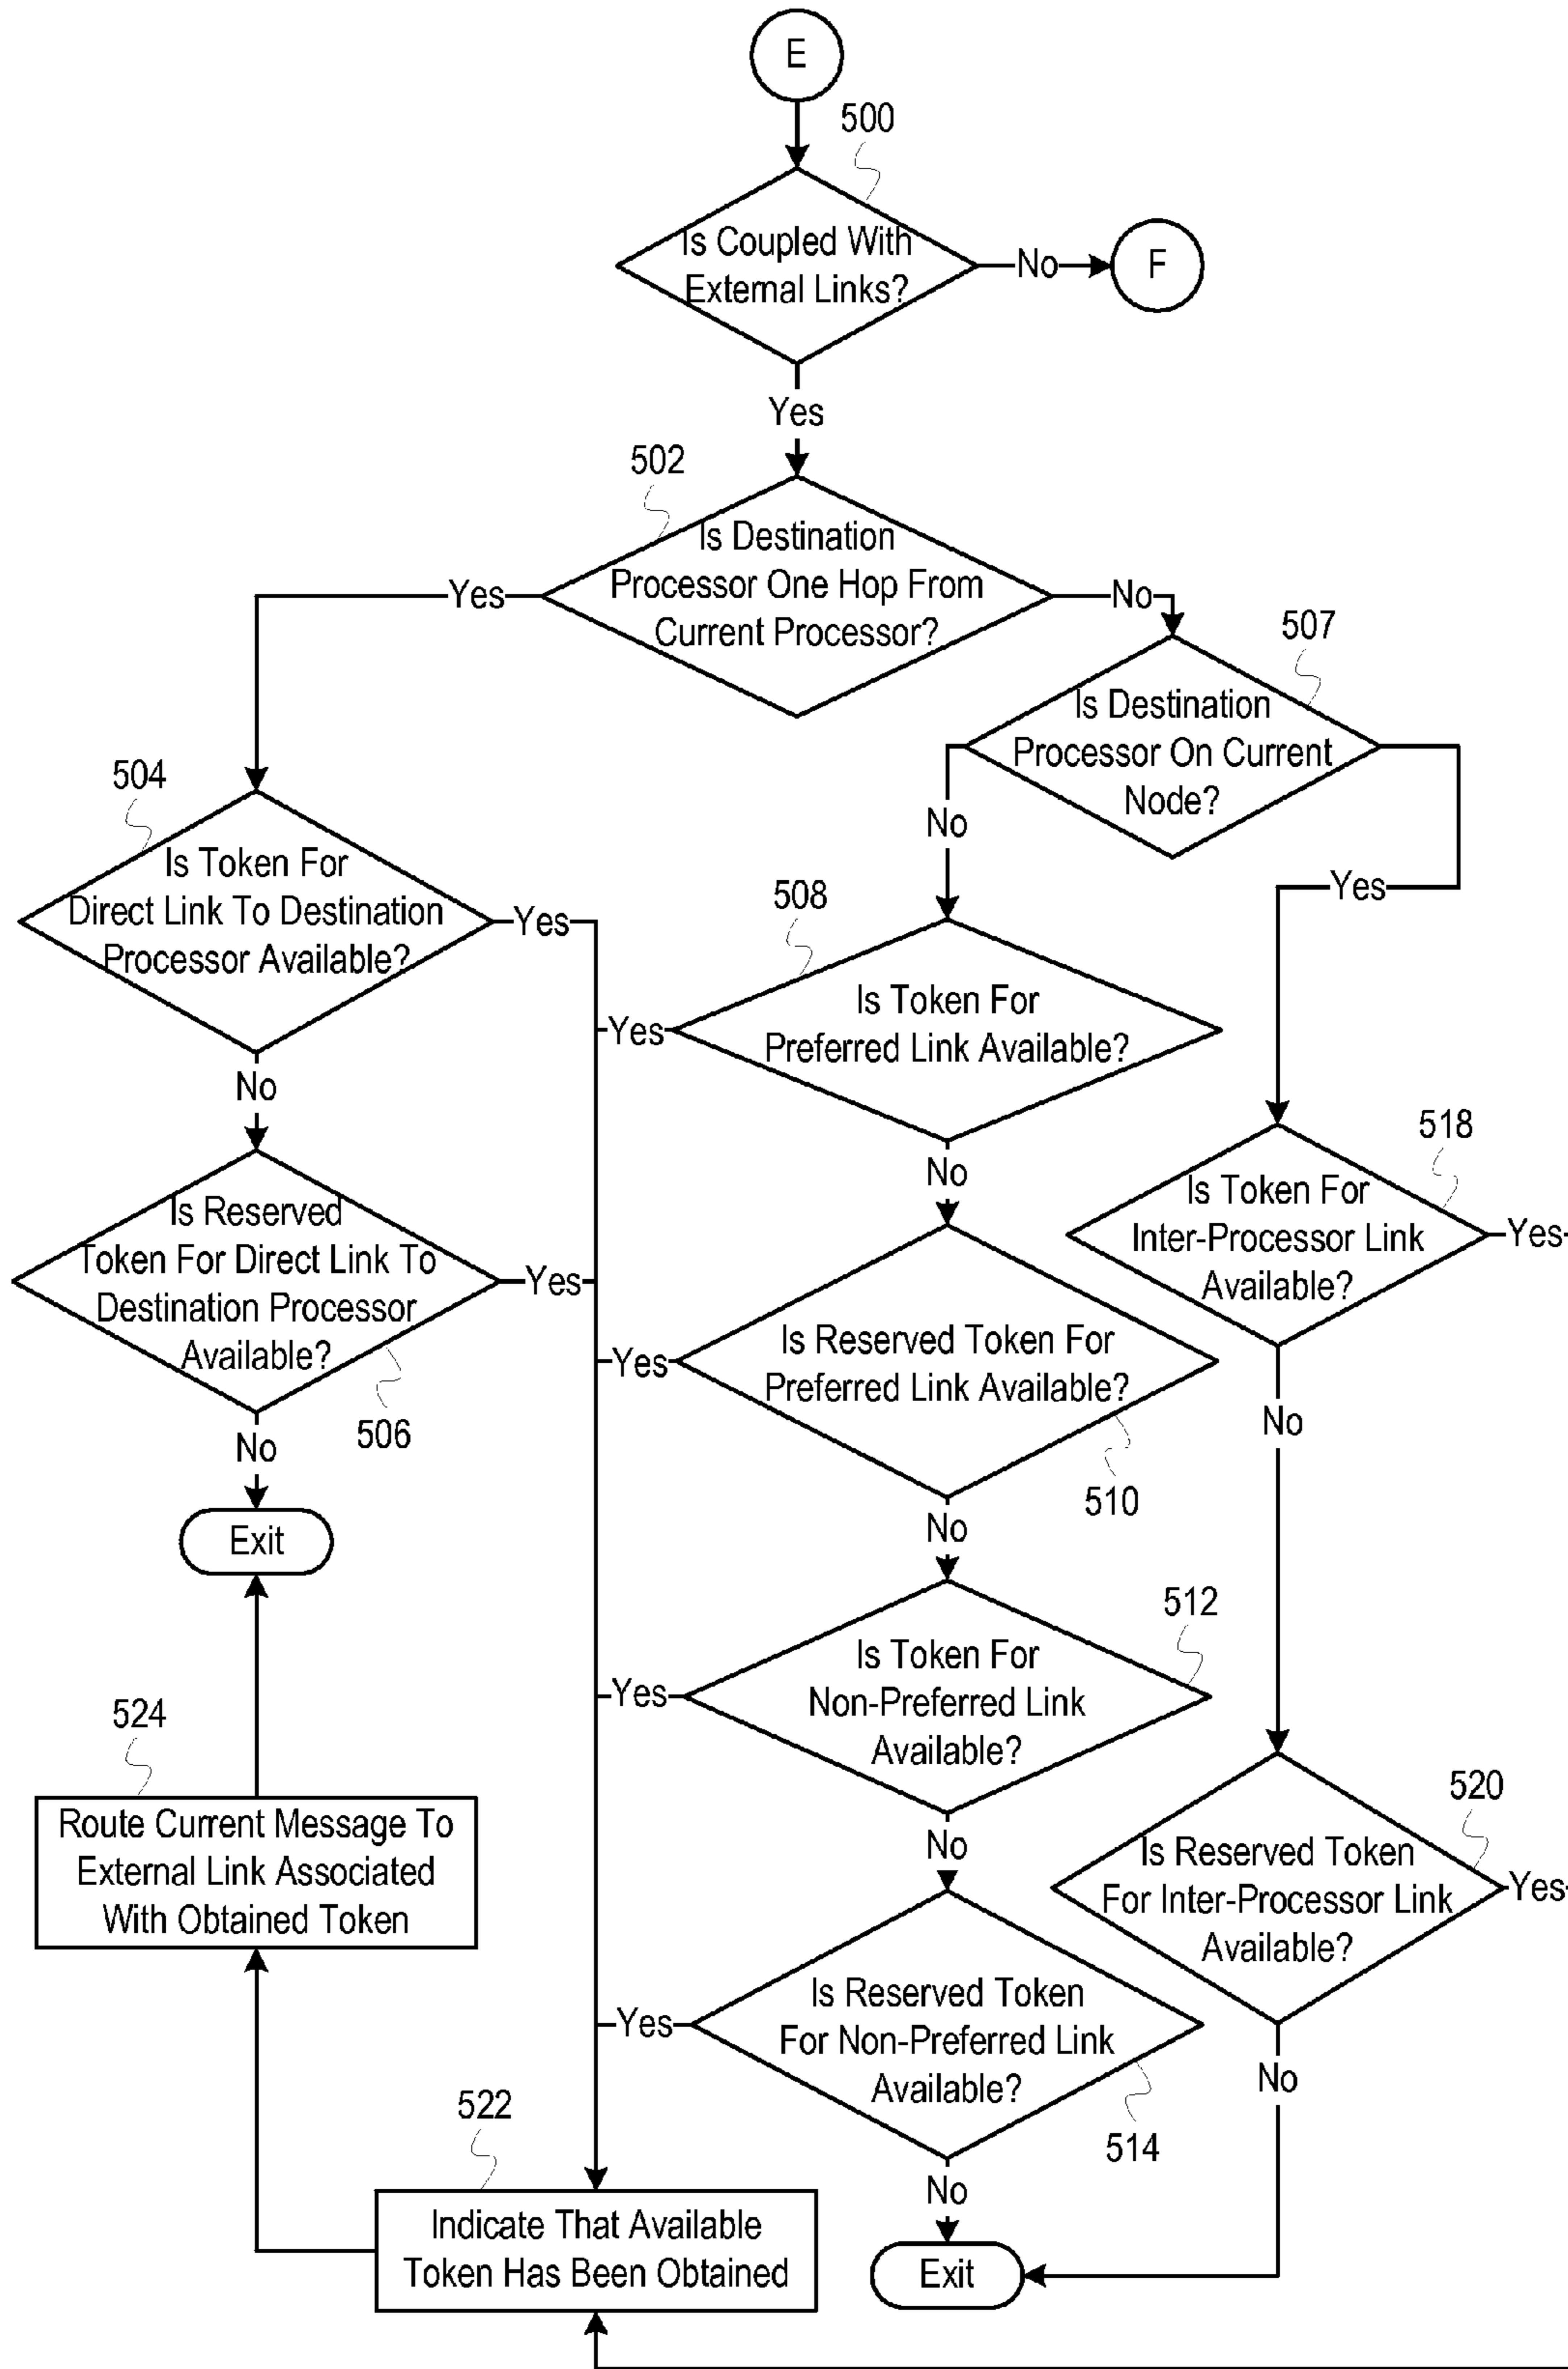 E
500
Is Coupled With
External Links?
No
F
Yes
502
Is Destination
Processor One Hop From
Current Processor?
Yes
No
507
Is Destination
Processor On Current
Node?
No
Yes
504
Is Token For
Direct Link To Destination
Processor Available?
Yes
No
508
Is Token For
Preferred Link Available?
Yes
No
518
Is Token For
Inter-Processor Link
Available?
Yes
No
Is Reserved
Token For Direct Link To
Destination Processor
Available?
Yes
506
No
Exit
Is Reserved Token For
Preferred Link Available?
Yes
510
No
512
Is Token For
Non-Preferred Link
Available?
Yes
No
520
Is Reserved Token
For Inter-Processor Link
Available?
Yes
No
524
Route Current Message To
External Link Associated
With Obtained Token
Is Reserved Token
For Non-Preferred Link
Available?
Yes
514
No
522
Indicate That Available
Token Has Been Obtained
Exit